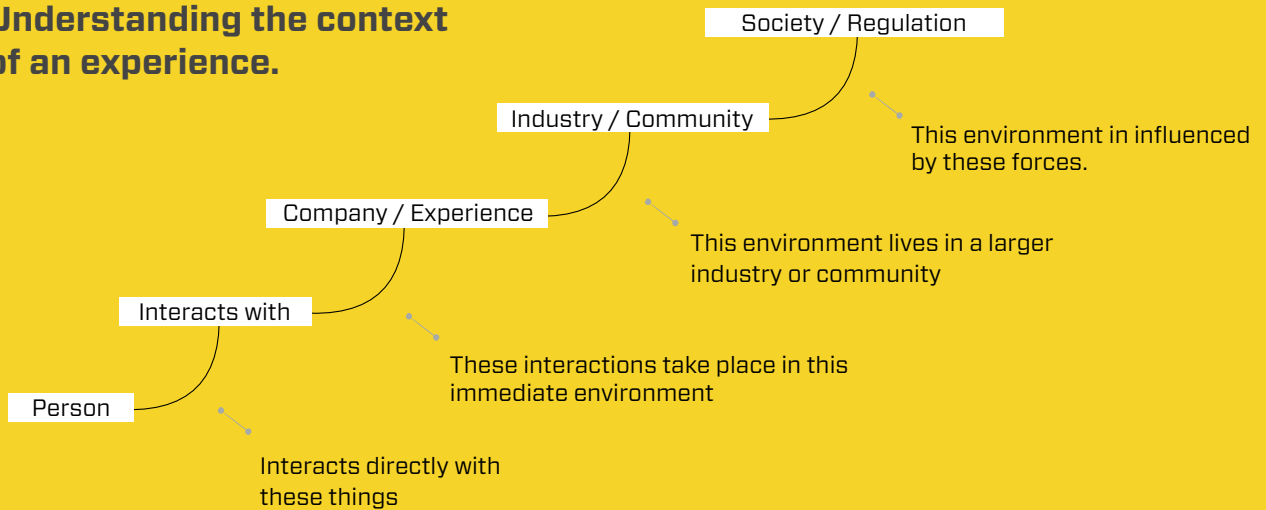 Understanding the context
of an experience.
Society / Regulation
Industry / Community
This environment in influenced
by these forces.
Company / Experience
This environment lives in a larger
industry or community
Interacts with
These interactions take place in this
immediate environment
Person
Interacts directly with
these things